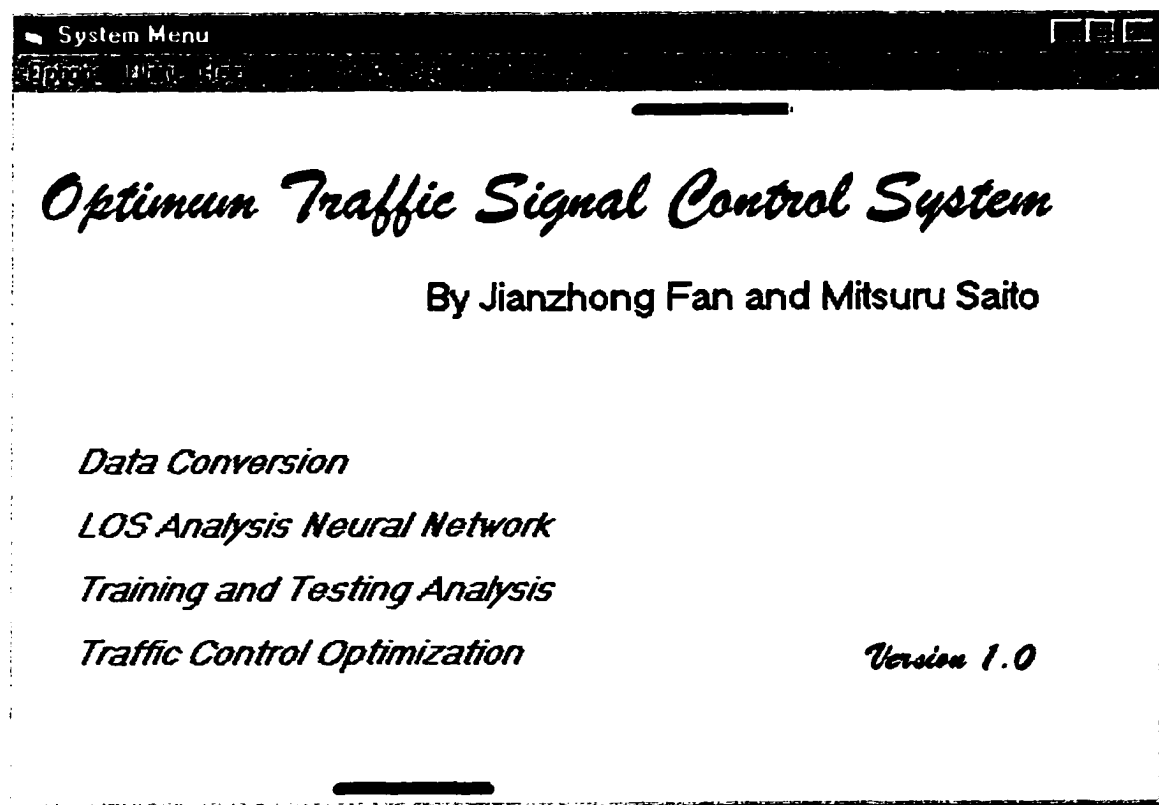 System Menu
Optimum Traffic Signal Control System
By Jianzhong Fan and Mitsuru Saito
Data Conversion
LOS Analysis Neural Network
Training and Testing Analysis
Traffic Control Optimization
Version 1.0